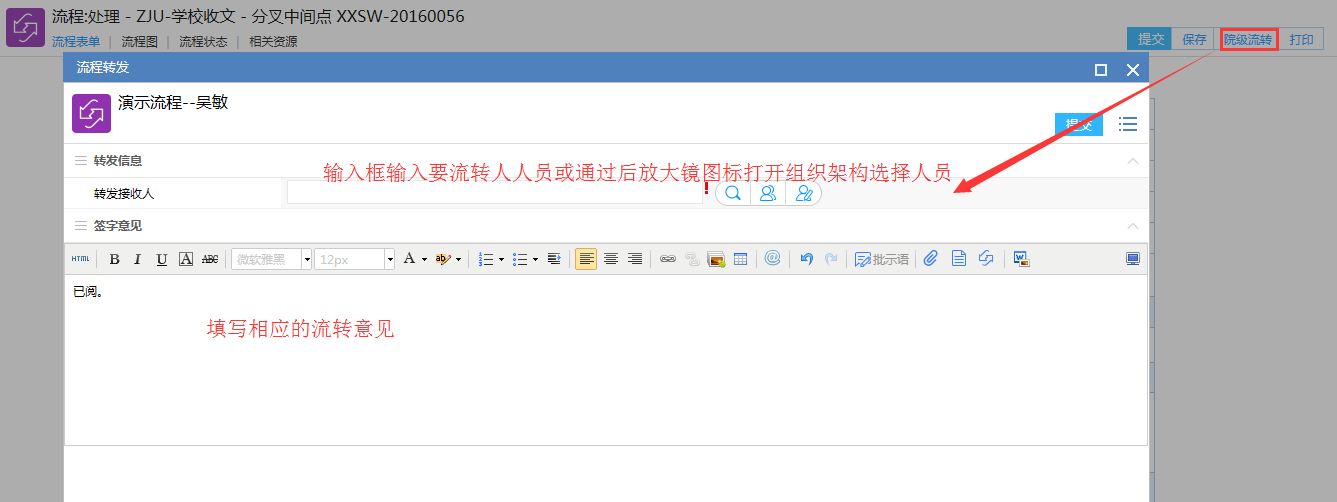 流程:处理 - ZJU-学校收文 - 分叉中间点 XXSW-20160056
流程表单 | 流程图 | 流程状态 | 相关资源
提交 保存 院级流转 打印
流程转发
演示流程--吴敏
提交
转发信息
输入框输入要流转人人员或通过后放大镜图标打开组织架构选择人员
转发接收人
!
签字意见
HTML B I U A ABC 微软雅黑 12px A ab 批示语
已阅。
填写相应的流转意见